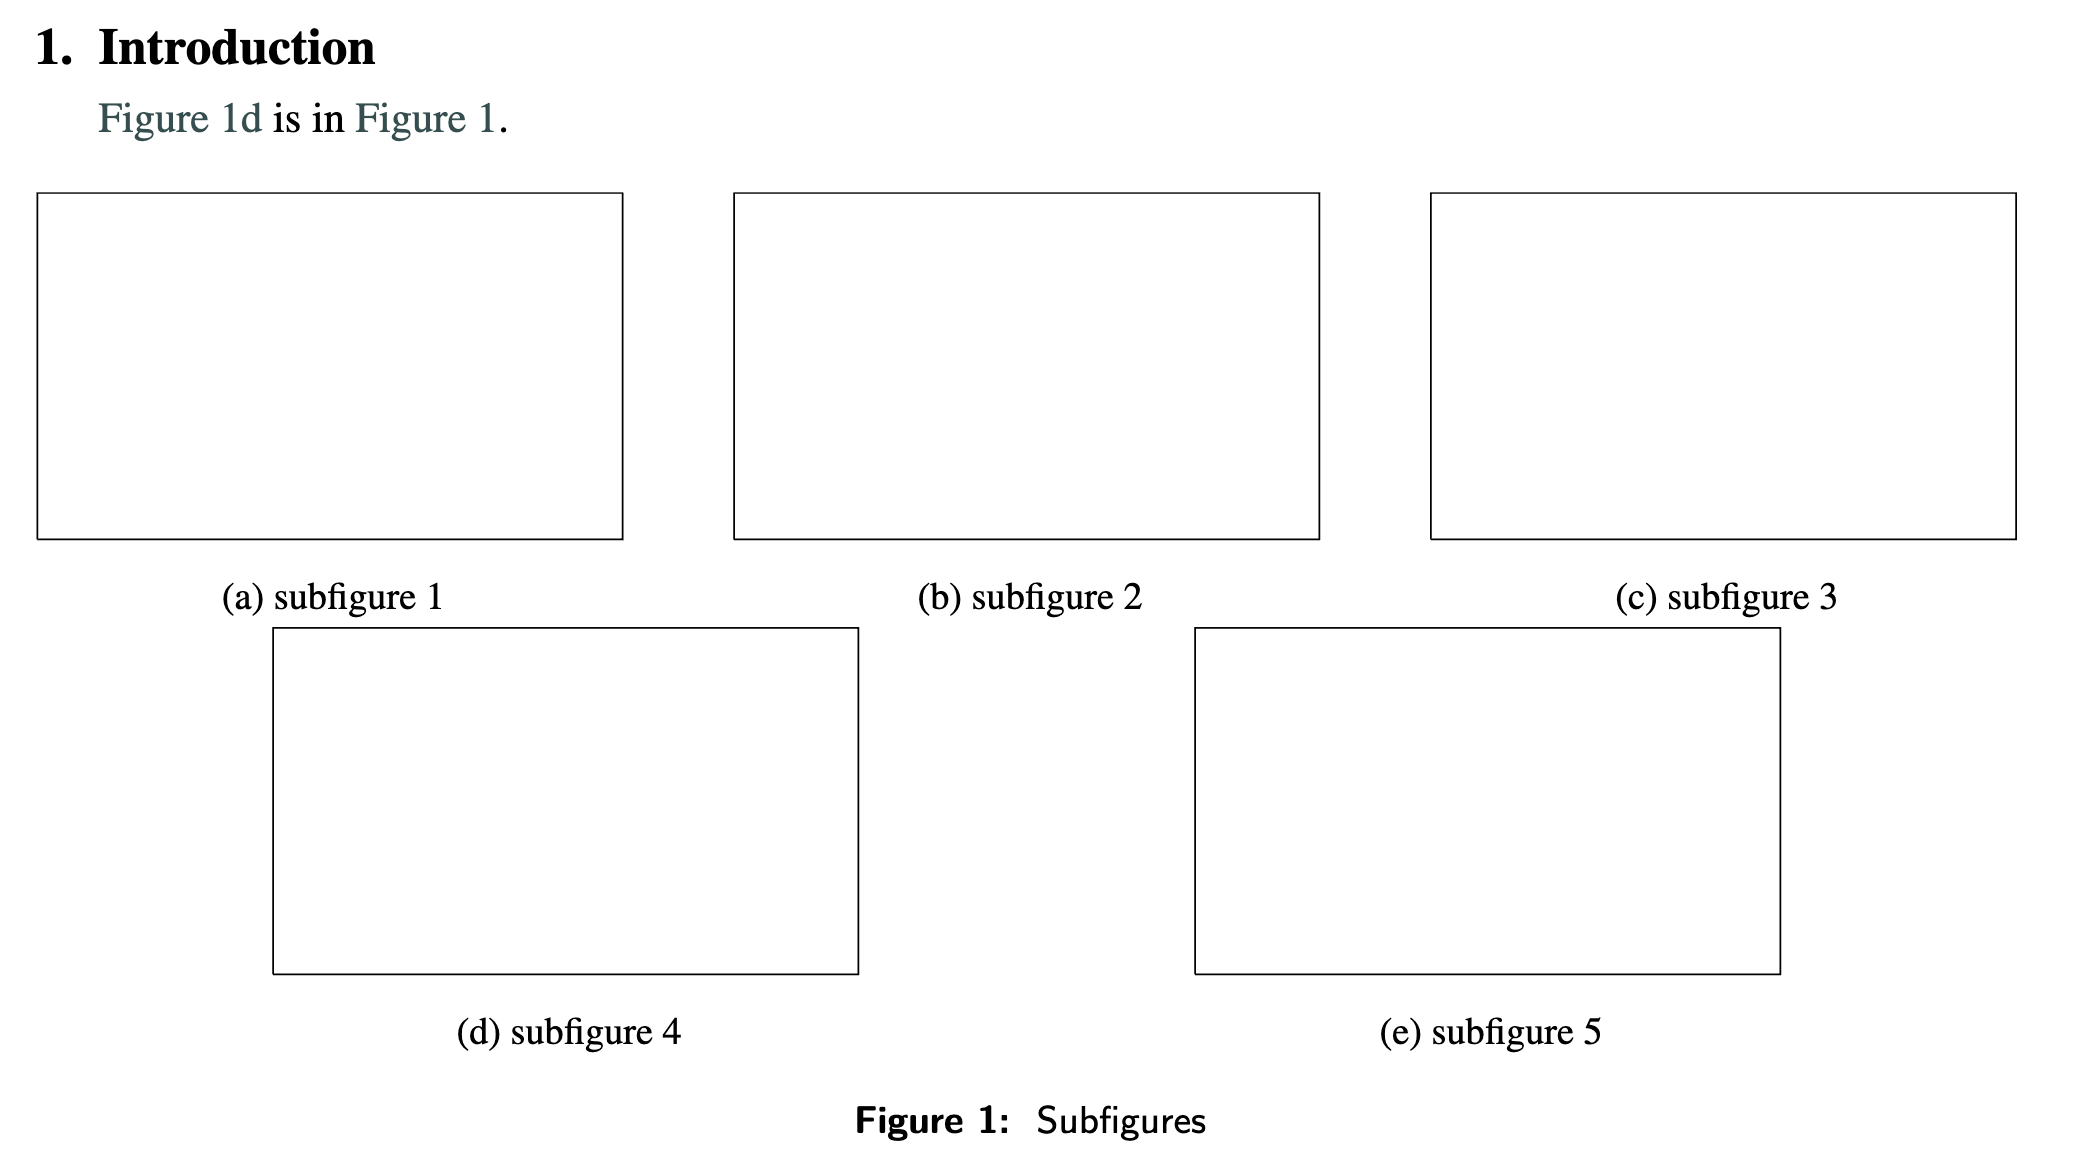 1. Introduction
Figure 1d is in Figure 1.
(a) subfigure 1
(b) subfigure 2
(c) subfigure 3
(d) subfigure 4
(e) subfigure 5
Figure 1: Subfigures